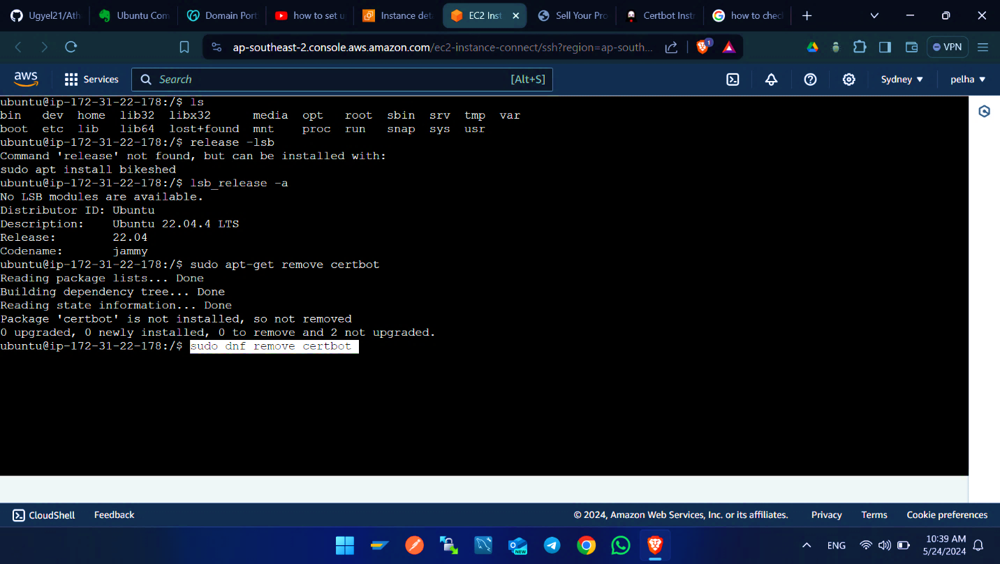 Ugyel21/Ath
Ubuntu Com
Domain Port
how to set u
Instance deta
EC2 Inst
Sell Your Pro
Certbot Instr
how to chec
ap-southeast-2.console.aws.amazon.com/ec2-instance-connect/ssh?region=ap-south...
1
VPN
aws
Services
Search
[Alt+S]
Sydney
pelha
ubuntu@ip-172-31-22-178:/$ ls
bin dev home lib32 libx32 media opt root sbin srv tmp var
boot etc lib lib64 lost+found mnt proc run snap sys usr
ubuntu@ip-172-31-22-178:/$ release -lsb
Command 'release' not found, but can be installed with:
sudo apt install bikeshed
ubuntu@ip-172-31-22-178:/$ lsb_release -a
No LSB modules are available.
Distributor ID: Ubuntu
Description: Ubuntu 22.04.4 LTS
Release: 22.04
Codename: jammy
ubuntu@ip-172-31-22-178:/$ sudo apt-get remove certbot
Reading package lists... Done
Building dependency tree... Done
Reading state information... Done
Package 'certbot' is not installed, so not removed
0 upgraded, 0 newly installed, 0 to remove and 2 not upgraded.
ubuntu@ip-172-31-22-178:/$ sudo dnf remove certbot
CloudShell
Feedback
© 2024, Amazon Web Services, Inc. or its affiliates.
Privacy
Terms
Cookie preferences
NEW
ENG
10:39 AM
5/24/2024